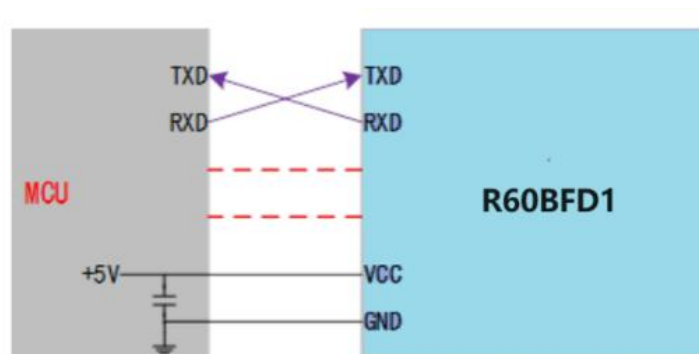 TXD
TXD
RXD
RXD
MCU
R60BFD1
+5V
VCC
GND